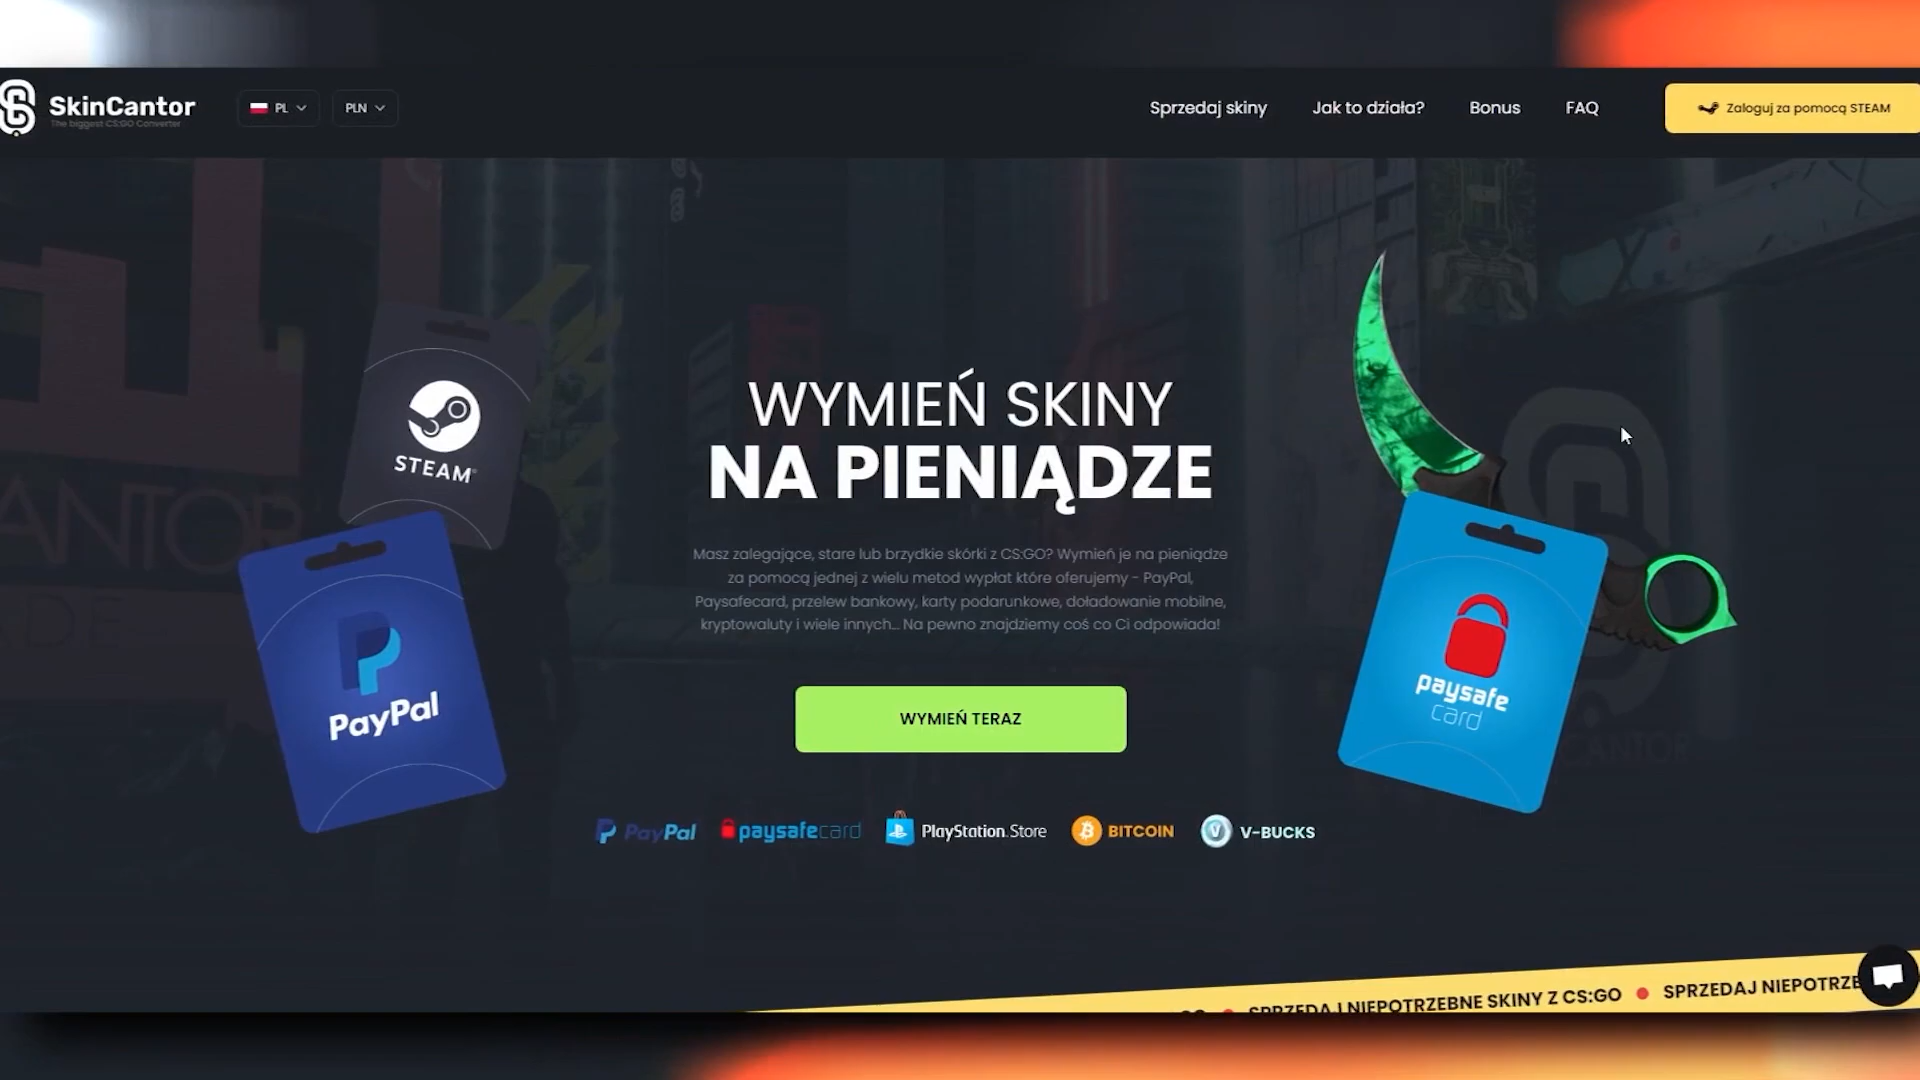 SkinCantor
The biggest CS:GO Converter
PL
PLN
Sprzedaj skiny
Jak to działa?
Bonus
FAQ
Zaloguj za pomocą STEAM
STEAM
PayPal
WYMIEŃ SKINY
NA PIENIĄDZE
Masz zalegające, stare lub brzydkie skórki z CS:GO? Wymień je na pieniądze
za pomocą jednej z wielu metod wypłat które oferujemy - PayPal,
Paysafecard, przelew bankowy, karty podarunkowe, doładowanie mobilne,
kryptowaluty i wiele innych... Na pewno znajdziemy coś co Ci odpowiada!
WYMIEŃ TERAZ
paysafe
card
PayPal
paysafecard
PlayStation.Store
BITCOIN
V-BUCKS
ANTOR
CANTOR
SPRZEDAJ NIEPOTRZEBNE SKINY Z CS:GO
SPRZEDAJ NIEPOTRZE